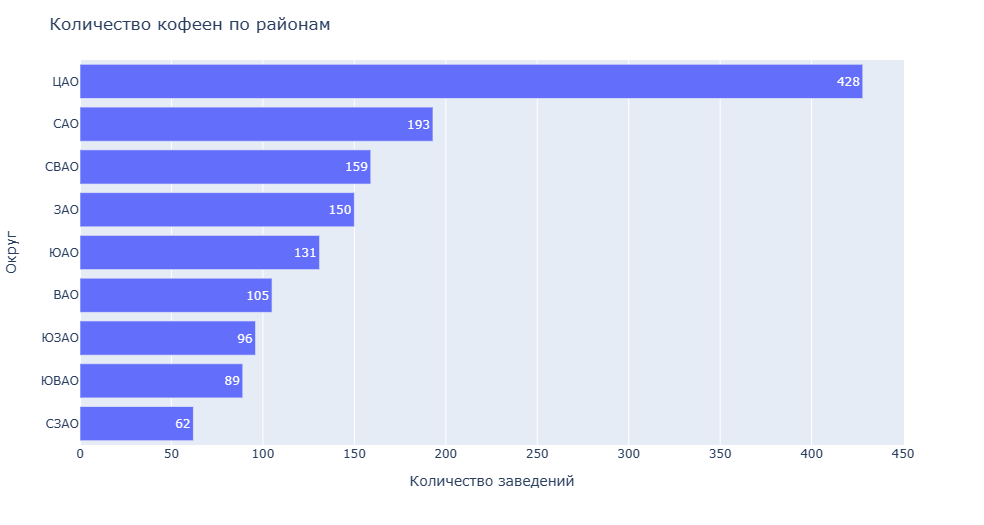 Количество кофеен по районам
Округ
ЦАО 428
САО 193
СВАО 159
ЗАО 150
ЮАО 131
ВАО 105
ЮЗАО 96
ЮВАО 89
СЗАО 62
0 50 100 150 200 250 300 350 400 450
Количество заведений